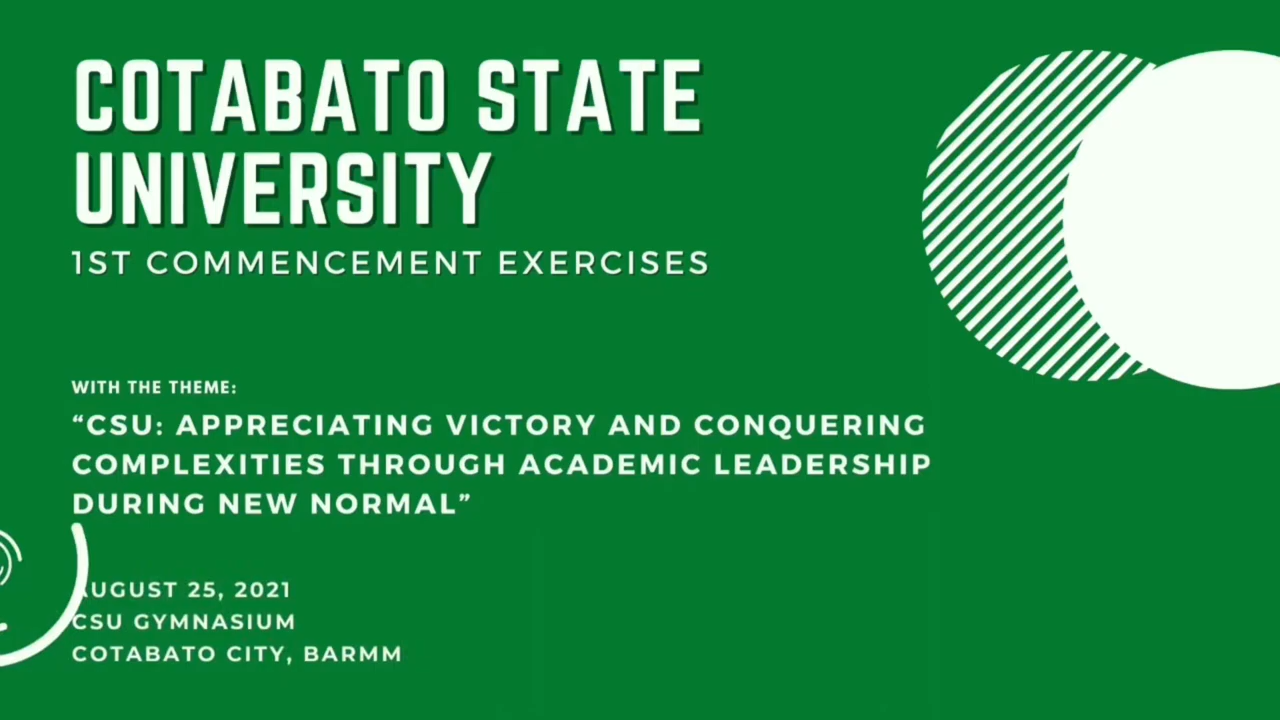 COTABATO STATE
UNIVERSITY
1ST COMMENCEMENT EXERCISES
WITH THE THEME:
“CSU: APPRECIATING VICTORY AND CONQUERING
COMPLEXITIES THROUGH ACADEMIC LEADERSHIP
DURING NEW NORMAL”
AUGUST 25, 2021
CSU GYMNASIUM
COTABATO CITY, BARMM